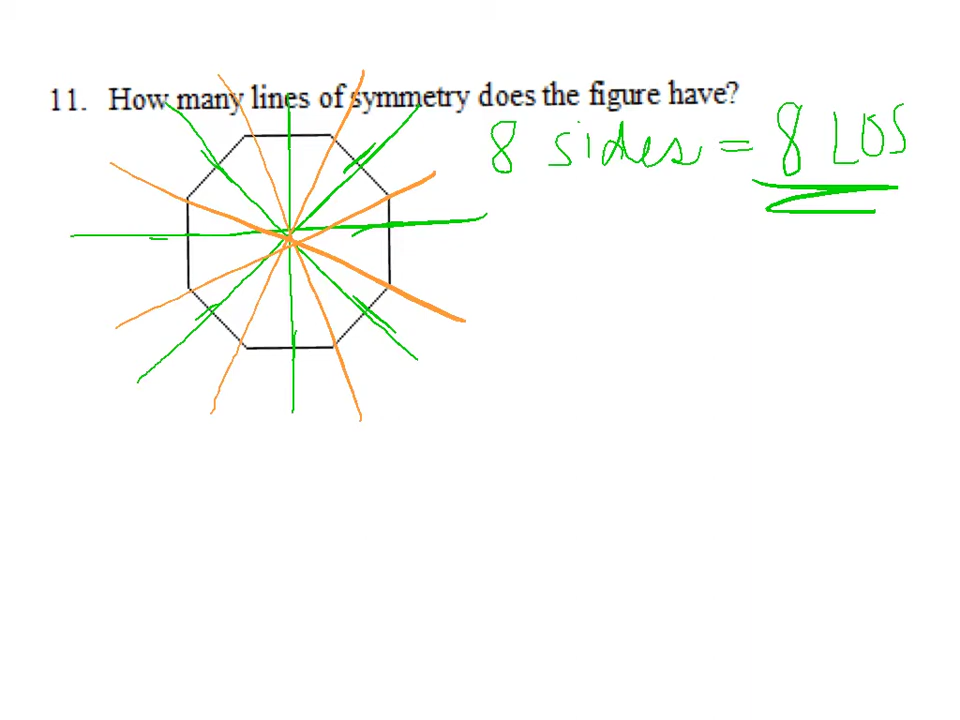 11. How many lines of symmetry does the figure have?
8 sides = 8 LOS